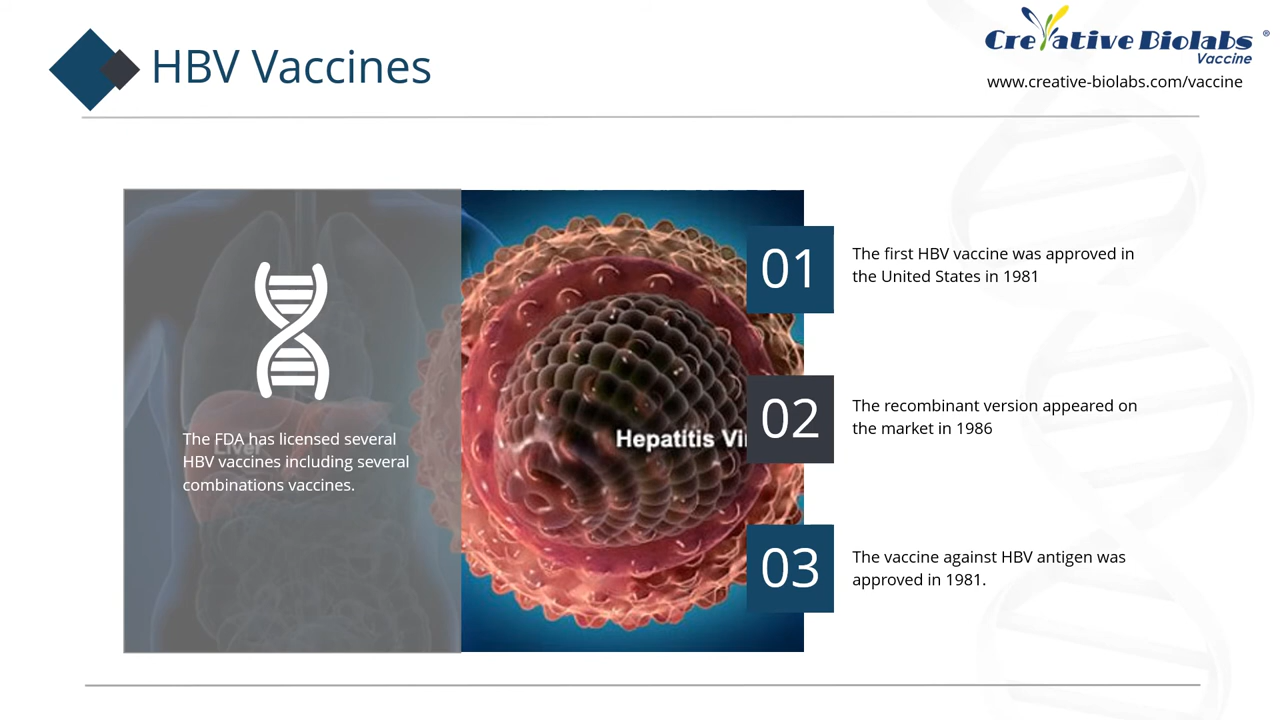 HBV Vaccines
Creative Biolabs ®
Vaccine
www.creative-biolabs.com/vaccine
The FDA has licensed several
HBV vaccines including several
combinations vaccines.
Liver
Hepatitis Vi
01
The first HBV vaccine was approved in
the United States in 1981
02
The recombinant version appeared on
the market in 1986
03
The vaccine against HBV antigen was
approved in 1981.